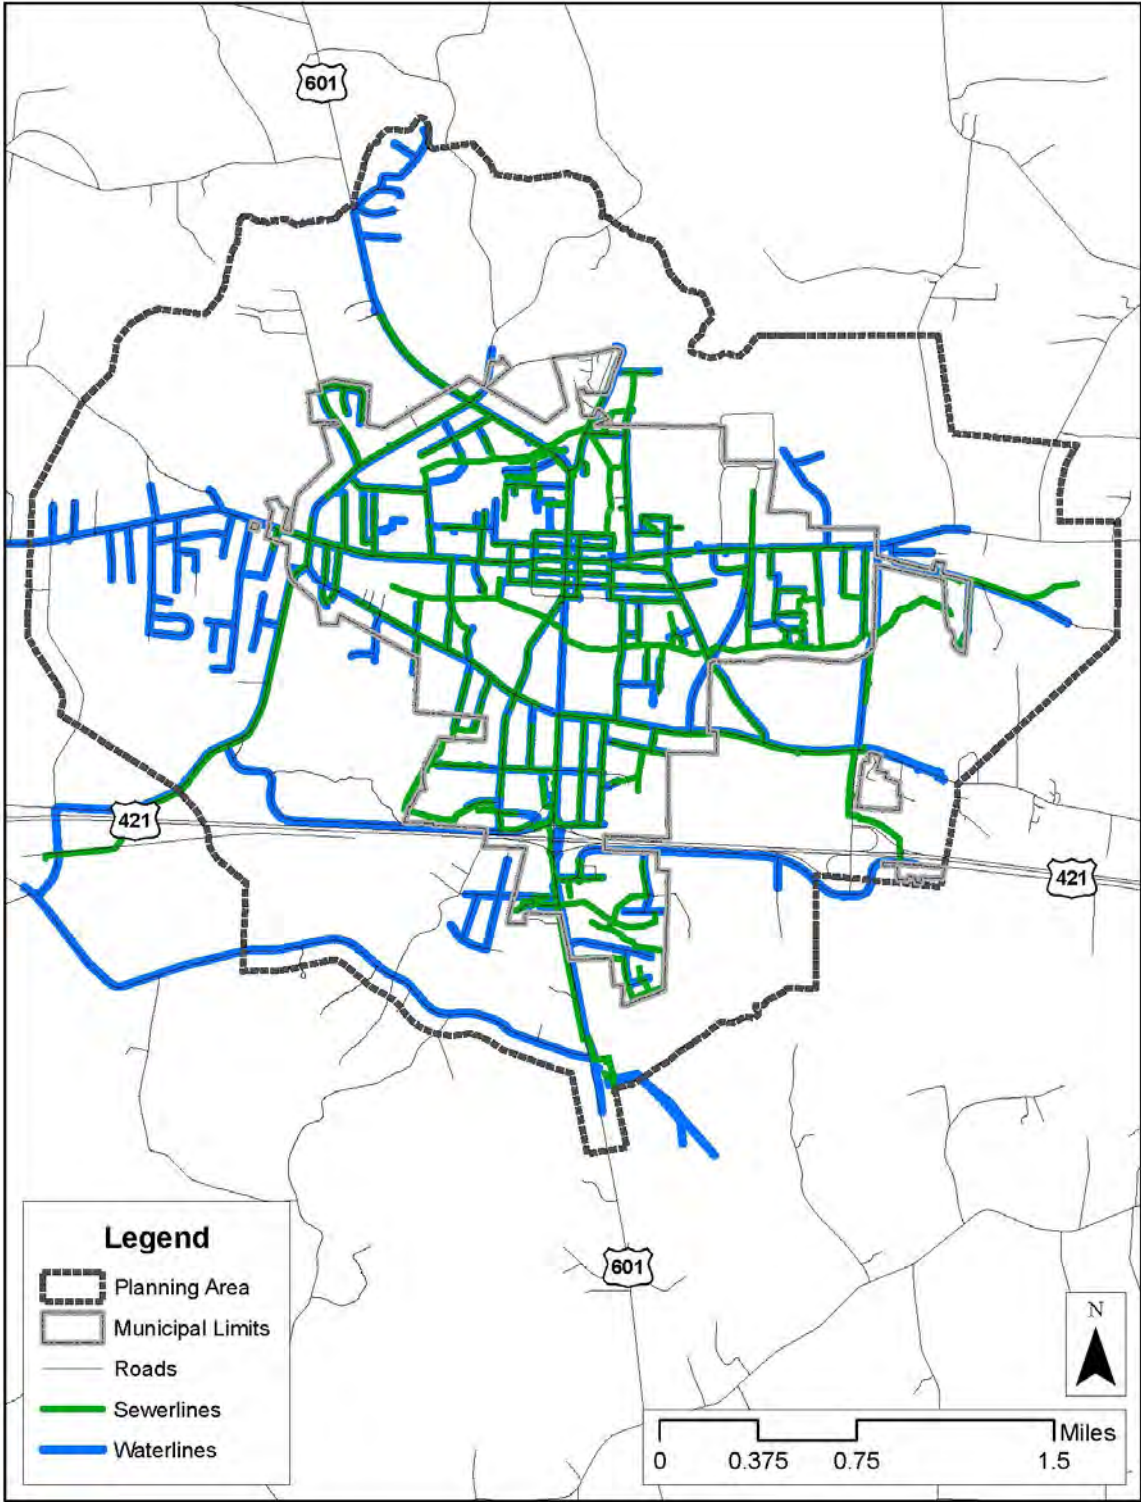 601
421
421
601
Legend
Planning Area
Municipal Limits
Roads
Sewerlines
Waterlines
N
Miles
0 0.375 0.75 1.5